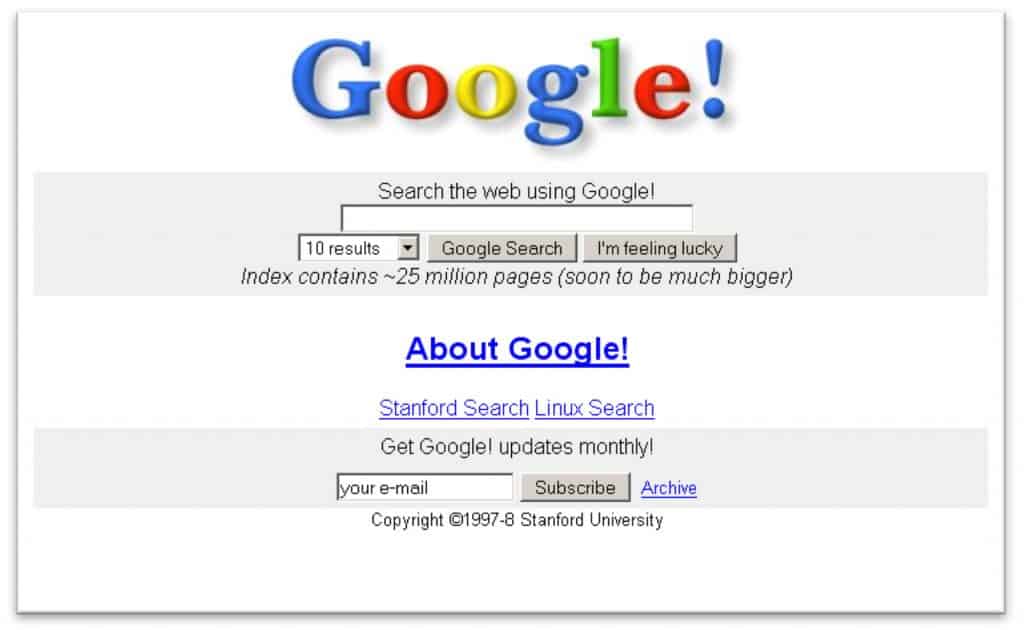 Google!
Search the web using Google!
10 results Google Search I'm feeling lucky
Index contains ~25 million pages (soon to be much bigger)
About Google!
Stanford Search Linux Search
Get Google! updates monthly!
your e-mail Subscribe Archive
Copyright ©1997-8 Stanford University